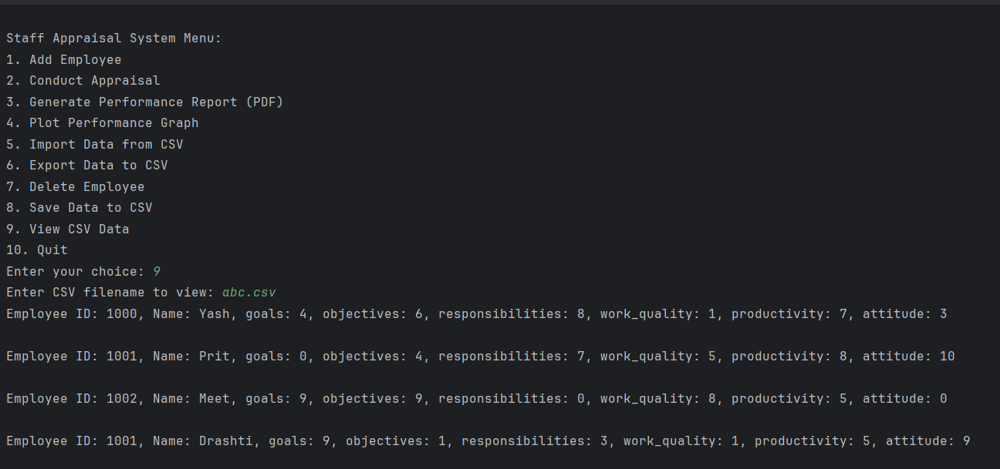 Staff Appraisal System Menu:
1. Add Employee
2. Conduct Appraisal
3. Generate Performance Report (PDF)
4. Plot Performance Graph
5. Import Data from CSV
6. Export Data to CSV
7. Delete Employee
8. Save Data to CSV
9. View CSV Data
10. Quit
Enter your choice: 9
Enter CSV filename to view: abc.csv
Employee ID: 1000, Name: Yash, goals: 4, objectives: 6, responsibilities: 8, work_quality: 1, productivity: 7, attitude: 3
Employee ID: 1001, Name: Prit, goals: 0, objectives: 4, responsibilities: 7, work_quality: 5, productivity: 8, attitude: 10
Employee ID: 1002, Name: Meet, goals: 9, objectives: 9, responsibilities: 0, work_quality: 8, productivity: 5, attitude: 0
Employee ID: 1001, Name: Drashti, goals: 9, objectives: 1, responsibilities: 3, work_quality: 1, productivity: 5, attitude: 9